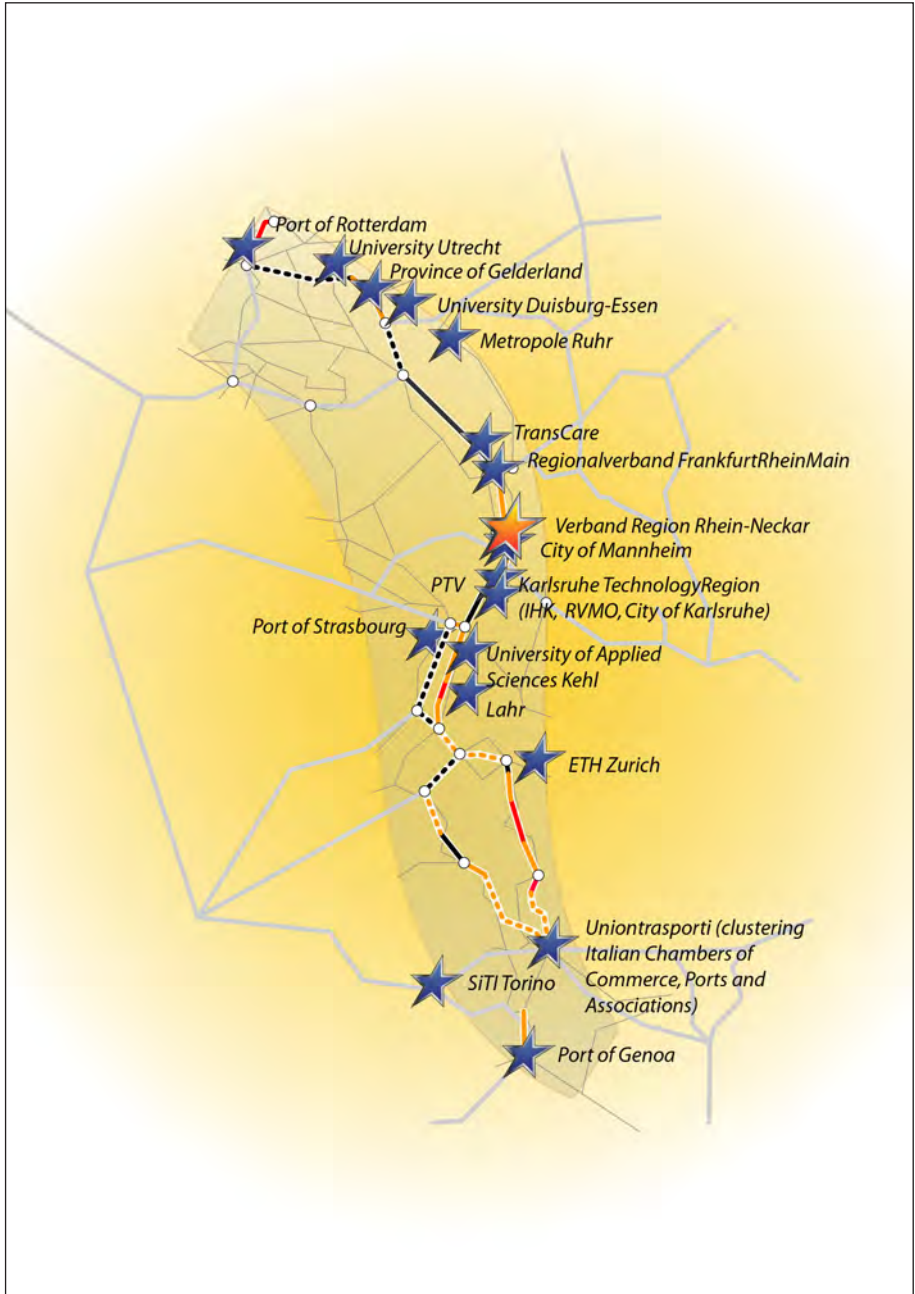 Port of Rotterdam
University Utrecht
Province of Gelderland
University Duisburg-Essen
Metropole Ruhr
TransCare
Regionalverband FrankfurtRheinMain
Verband Region Rhein-Neckar
City of Mannheim
PTV
Karlsruhe TechnologyRegion
(IHK, RVMO, City of Karlsruhe)
Port of Strasbourg
University of Applied
Sciences Kehl
Lahr
ETH Zurich
Uniontrasporti (clustering
Italian Chambers of
Commerce, Ports and
Associations)
SiTI Torino
Port of Genoa